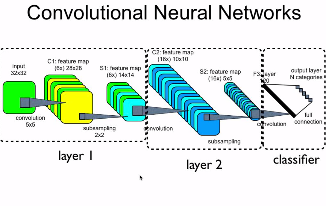 Convolutional Neural Networks
C2: feature map
(16x) 10x10
C1: feature map
(6x) 28x28
S1: feature map
(6x) 14x14
input
32x32
S2: feature map
(16x) 5x5
layer
output layer
N categories
convolution
5x5
subsampling
2x2
convolution
subsampling
convolution
full
connection
layer 1
layer 2
classifier